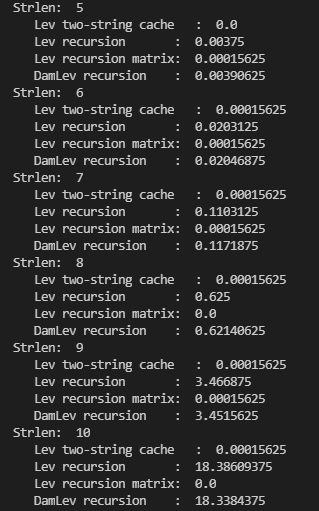 Strlen:  5
   Lev two-string cache   :  0.0
   Lev recursion       :  0.00375
   Lev recursion matrix:  0.00015625
   DamLev recursion    :  0.00390625
Strlen:  6
   Lev two-string cache   :  0.00015625
   Lev recursion       :  0.0203125
   Lev recursion matrix:  0.00015625
   DamLev recursion    :  0.02046875
Strlen:  7
   Lev two-string cache   :  0.00015625
   Lev recursion       :  0.1103125
   Lev recursion matrix:  0.00015625
   DamLev recursion    :  0.1171875
Strlen:  8
   Lev two-string cache   :  0.00015625
   Lev recursion       :  0.625
   Lev recursion matrix:  0.0
   DamLev recursion    :  0.62140625
Strlen:  9
   Lev two-string cache   :  0.00015625
   Lev recursion       :  3.466875
   Lev recursion matrix:  0.00015625
   DamLev recursion    :  3.4515625
Strlen:  10
   Lev two-string cache   :  0.00015625
   Lev recursion       :  18.38609375
   Lev recursion matrix:  0.0
   DamLev recursion    :  18.3384375